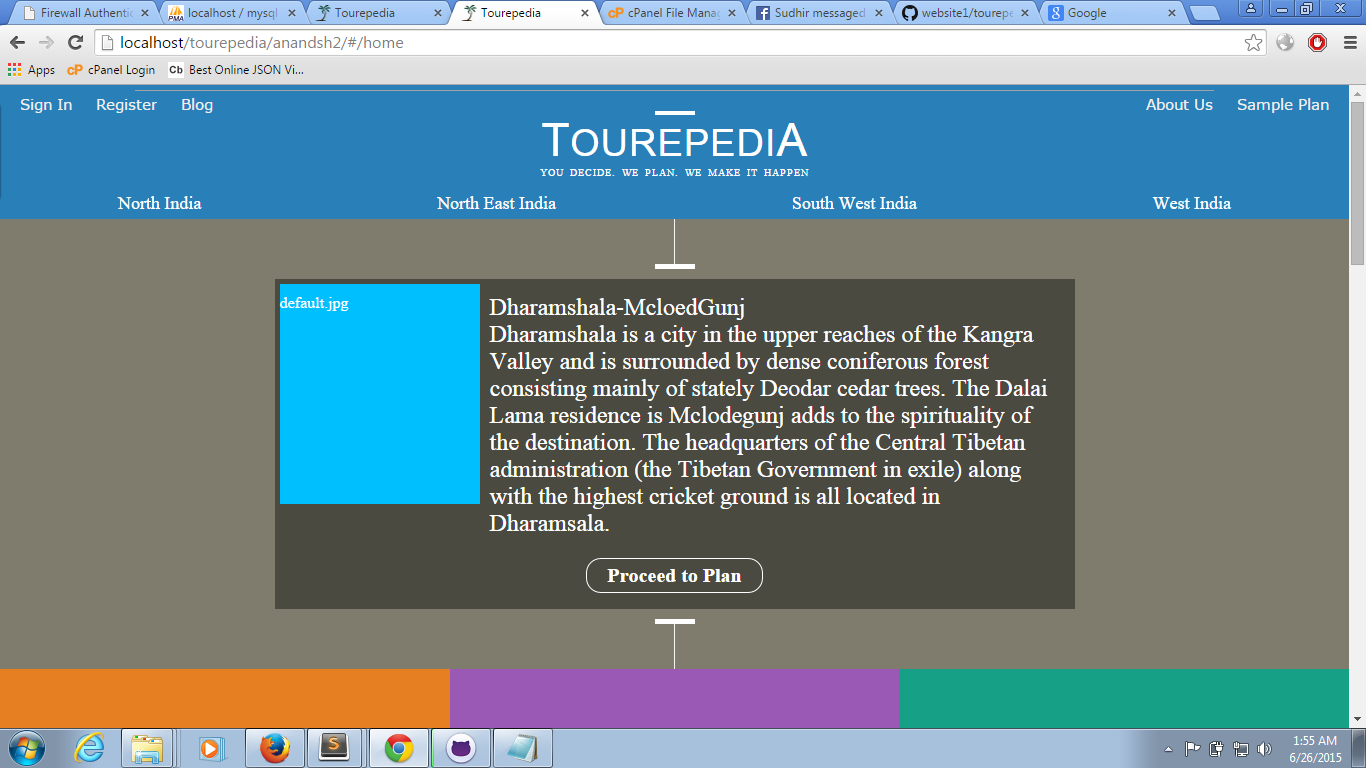 Firewall Authentic
localhost / mysql
Tourepedia
Tourepedia
cPanel File Manag
Sudhir messaged
website1/tourepe
Google
localhost/tourepedia/anandsh2/#/home
Apps
cP cPanel Login
Cb Best Online JSON Vi...
Sign In Register Blog
About Us Sample Plan
TOUREPEDIA
YOU DECIDE. WE PLAN. WE MAKE IT HAPPEN
North India North East India South West India West India
default.jpg
Dharamshala-McloedGunj
Dharamshala is a city in the upper reaches of the Kangra
Valley and is surrounded by dense coniferous forest
consisting mainly of stately Deodar cedar trees. The Dalai
Lama residence is Mclodegunj adds to the spirituality of
the destination. The headquarters of the Central Tibetan
administration (the Tibetan Government in exile) along
with the highest cricket ground is all located in
Dharamsala.
Proceed to Plan
1:55 AM
6/26/2015